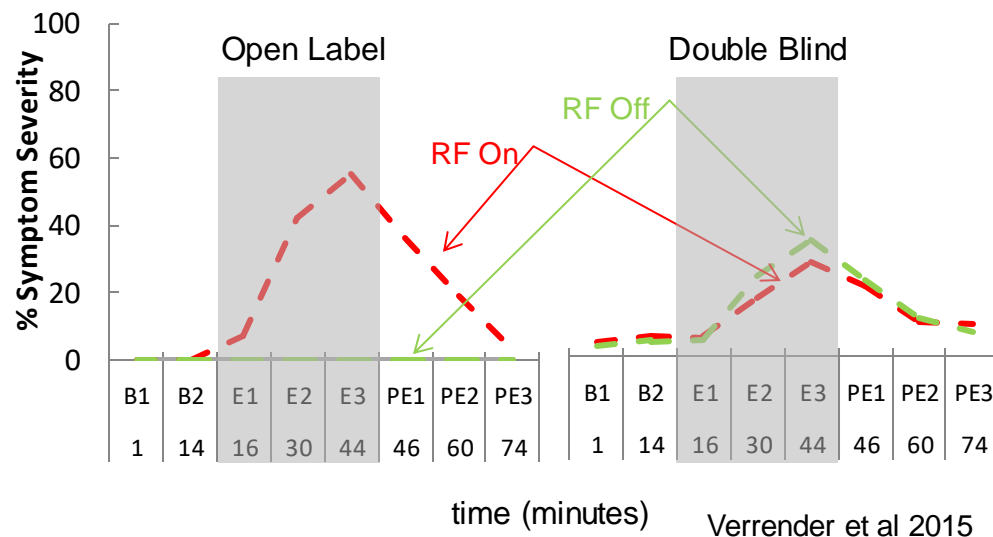 % Symptom Severity
100
80
60
40
20
0
Open Label
Double Blind
RF Off
RF On
B1 B2 E1 E2 E3 PE1 PE2 PE3
1 14 16 30 44 46 60 74
B1 B2 E1 E2 E3 PE1 PE2 PE3
1 14 16 30 44 46 60 74
time (minutes)
Verrender et al 2015